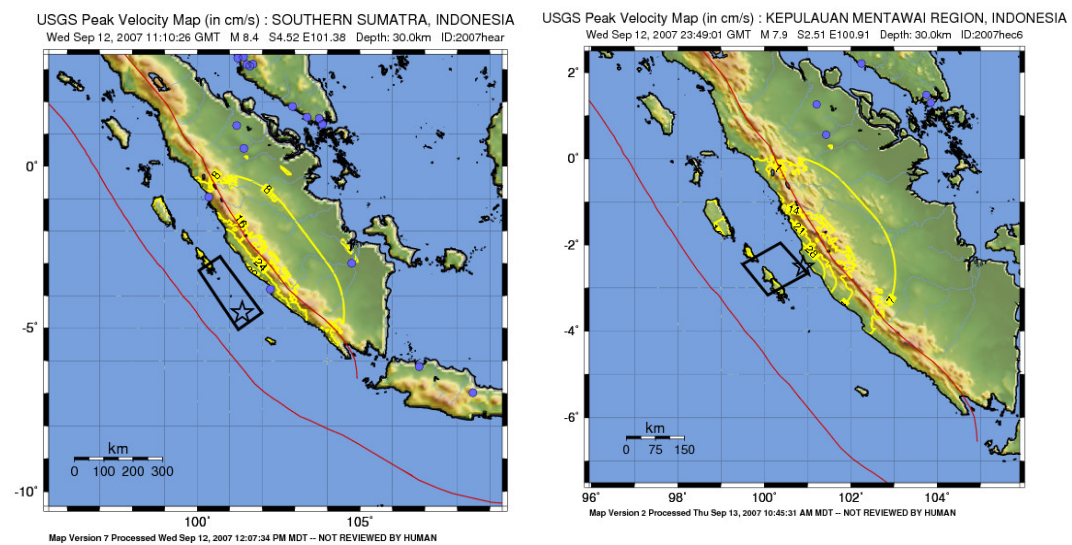 USGS Peak Velocity Map (in cm/s) : SOUTHERN SUMATRA, INDONESIA
Wed Sep 12, 2007 11:10:26 GMT M 8.4 S4.52 E101.38 Depth: 30.0km ID:2007hear
8
8
16
24
0°
-5°
-10°
km
0 100 200 300
100°
105°
Map Version 7 Processed Wed Sep 12, 2007 12:07:34 PM MDT -- NOT REVIEWED BY HUMAN
USGS Peak Velocity Map (in cm/s) : KEPULAUAN MENTAWAI REGION, INDONESIA
Wed Sep 12, 2007 23:49:01 GMT M 7.9 S2.51 E100.91 Depth: 30.0km ID:2007hec6
2°
0°
7
14
21
28
-2°
7
-4°
-6°
km
0 75 150
96°
98°
100°
102°
104°
Map Version 2 Processed Thu Sep 13, 2007 10:45:31 AM MDT -- NOT REVIEWED BY HUMAN